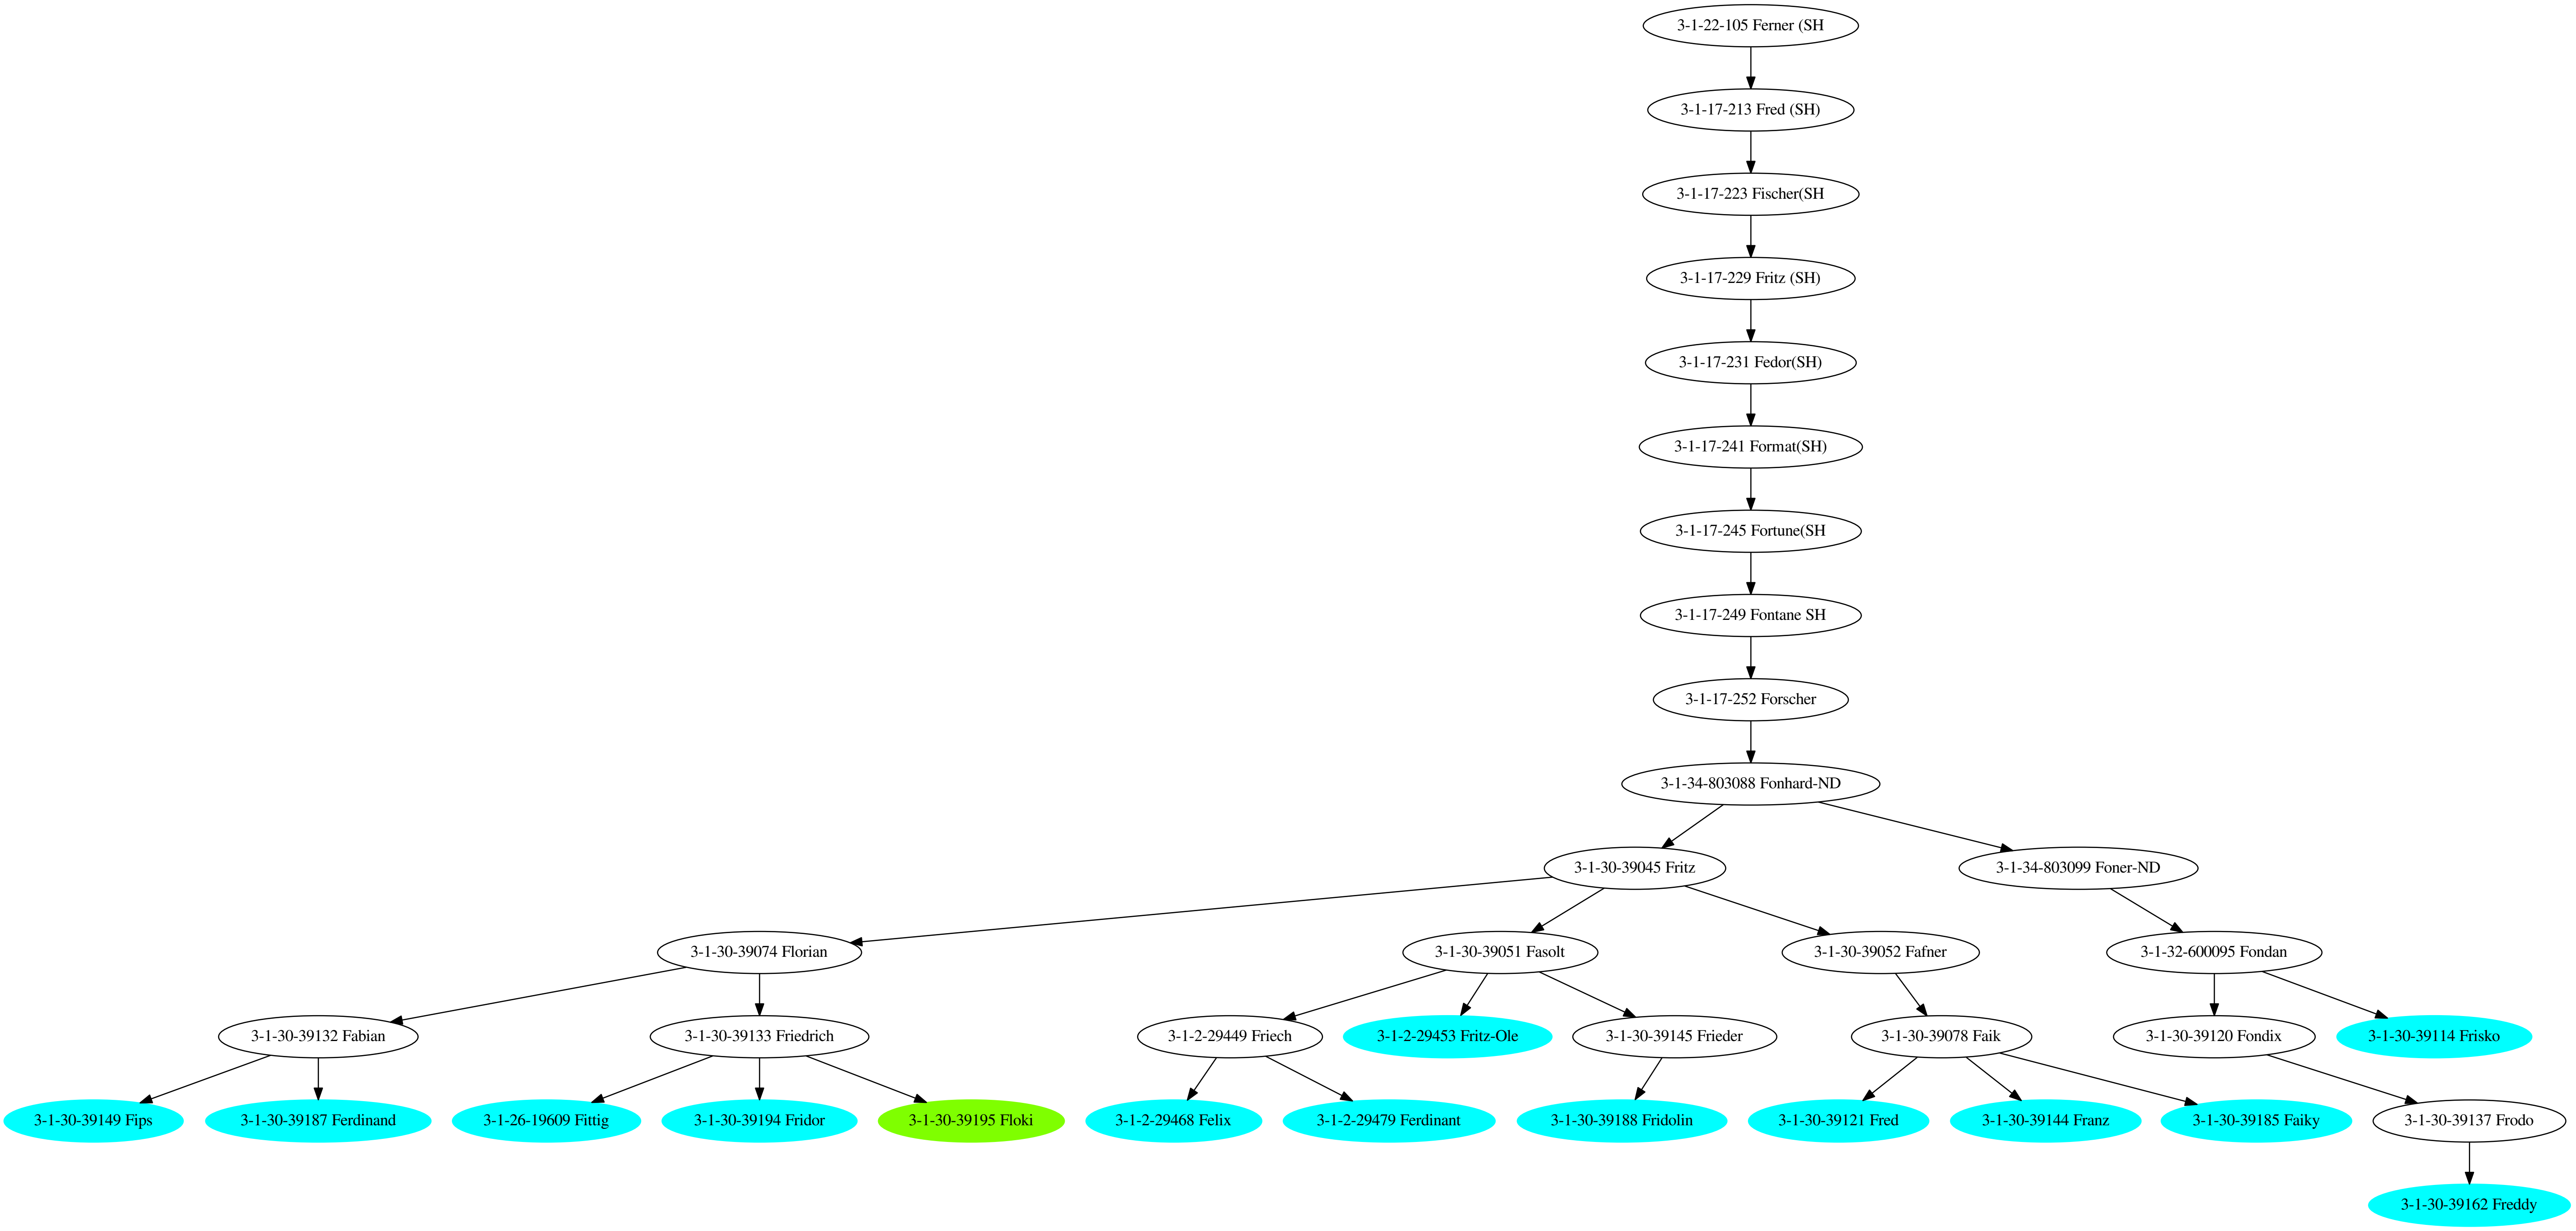 3-1-22-105 Ferner (SH
3-1-17-213 Fred (SH)
3-1-17-223 Fischer(SH
3-1-17-229 Fritz (SH)
3-1-17-231 Fedor(SH)
3-1-17-241 Format(SH)
3-1-17-245 Fortune(SH
3-1-17-249 Fontane SH
3-1-17-252 Forscher
3-1-34-803088 Fonhard-ND
3-1-30-39045 Fritz
3-1-34-803099 Foner-ND
3-1-30-39074 Florian
3-1-30-39051 Fasolt
3-1-30-39052 Fafner
3-1-32-600095 Fondan
3-1-30-39132 Fabian
3-1-30-39133 Friedrich
3-1-2-29449 Friech
3-1-2-29453 Fritz-Ole
3-1-30-39145 Frieder
3-1-30-39078 Faik
3-1-30-39120 Fondix
3-1-30-39114 Frisko
3-1-30-39149 Fips
3-1-30-39187 Ferdinand
3-1-26-19609 Fittig
3-1-30-39194 Fridor
3-1-30-39195 Floki
3-1-2-29468 Felix
3-1-2-29479 Ferdinant
3-1-30-39188 Fridolin
3-1-30-39121 Fred
3-1-30-39144 Franz
3-1-30-39185 Faiky
3-1-30-39137 Frodo
3-1-30-39162 Freddy